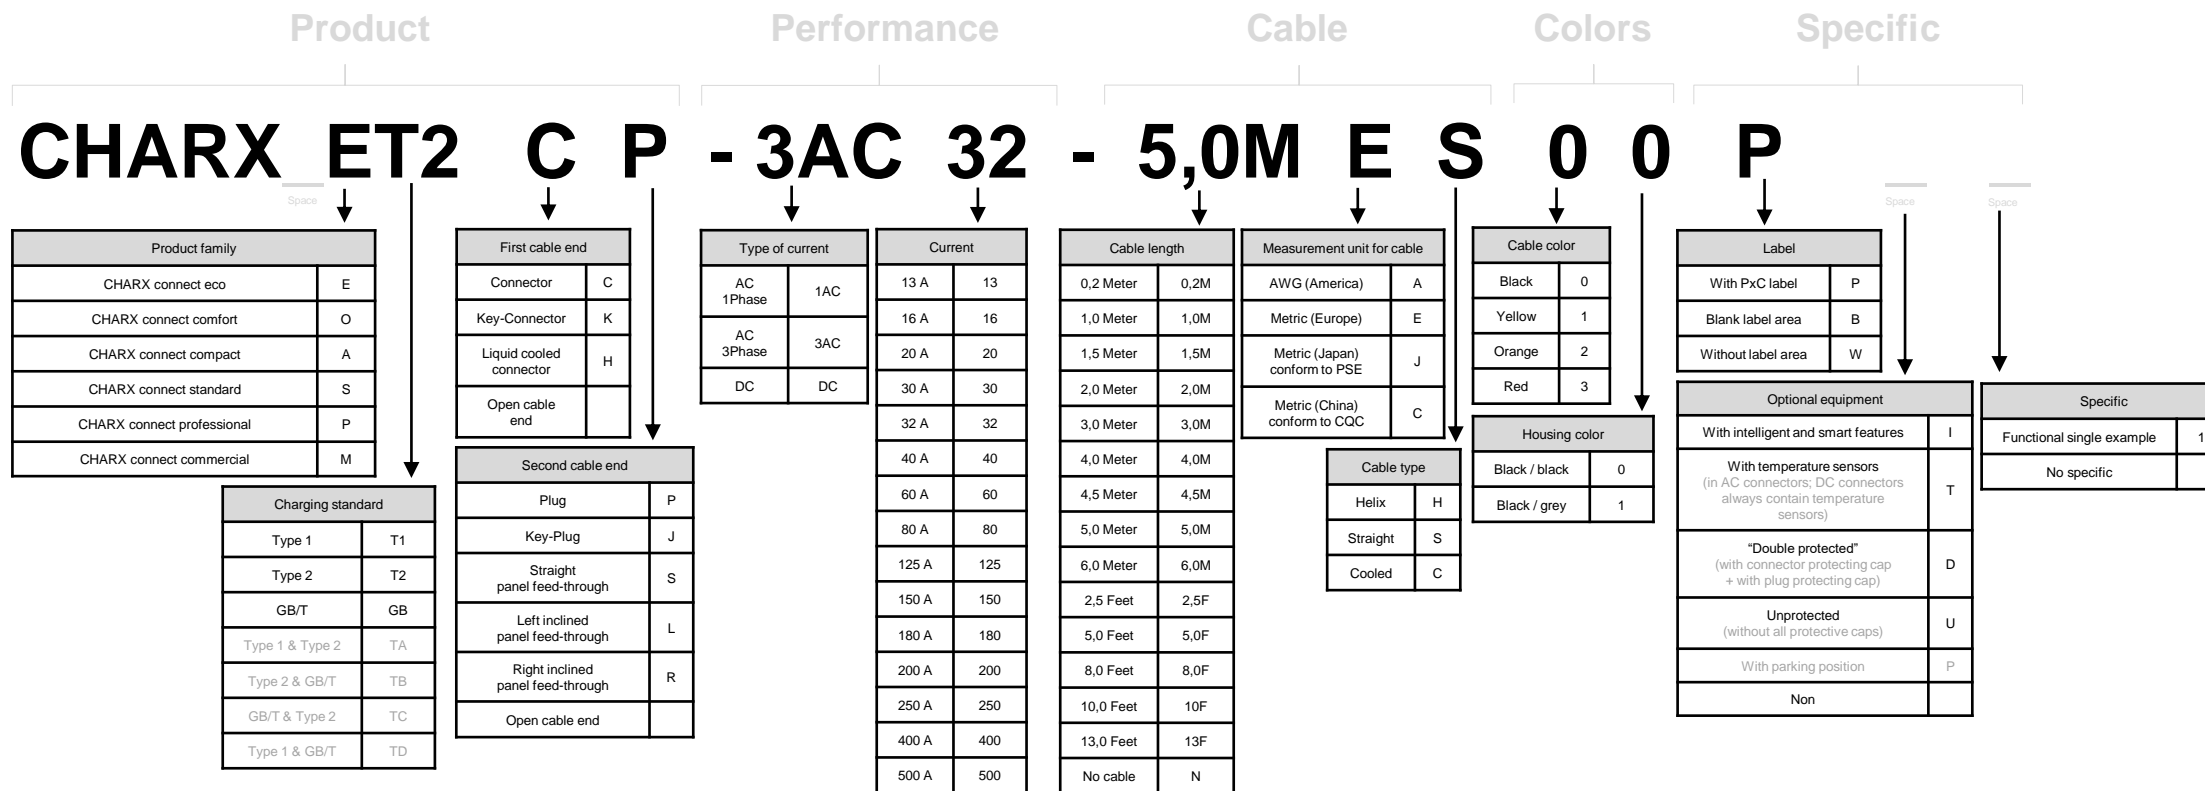 Product Performance Cable Colors Specific
CHARX ET2 C P - 3AC 32 - 5,0M E S 0 0 P
Space
Space
Space
Product family
CHARX connect eco E
CHARX connect comfort O
CHARX connect compact A
CHARX connect standard S
CHARX connect professional P
CHARX connect commercial M
Charging standard
Type 1 T1
Type 2 T2
GB/T GB
Type 1 & Type 2 TA
Type 2 & GB/T TB
GB/T & Type 2 TC
Type 1 & GB/T TD
First cable end
Connector C
Key-Connector K
Liquid cooled
connector H
Open cable
end
Second cable end
Plug P
Key-Plug J
Straight
panel feed-through S
Left inclined
panel feed-through L
Right inclined
panel feed-through R
Open cable end
Type of current
AC
1Phase 1AC
AC
3Phase 3AC
DC DC
Current
13 A 13
16 A 16
20 A 20
30 A 30
32 A 32
40 A 40
60 A 60
80 A 80
125 A 125
150 A 150
180 A 180
200 A 200
250 A 250
400 A 400
500 A 500
Cable length
0,2 Meter 0,2M
1,0 Meter 1,0M
1,5 Meter 1,5M
2,0 Meter 2,0M
3,0 Meter 3,0M
4,0 Meter 4,0M
4,5 Meter 4,5M
5,0 Meter 5,0M
6,0 Meter 6,0M
2,5 Feet 2,5F
5,0 Feet 5,0F
8,0 Feet 8,0F
10,0 Feet 10F
13,0 Feet 13F
No cable N
Measurement unit for cable
AWG (America) A
Metric (Europe) E
Metric (Japan)
conform to PSE J
Metric (China)
conform to CQC C
Cable type
Helix H
Straight S
Cooled C
Cable color
Black 0
Yellow 1
Orange 2
Red 3
Housing color
Black / black 0
Black / grey 1
Label
With PxC label P
Blank label area B
Without label area W
Optional equipment
With intelligent and smart features I
With temperature sensors
(in AC connectors; DC connectors
always contain temperature
sensors) T
“Double protected”
(with connector protecting cap
+ with plug protecting cap) D
Unprotected
(without all protective caps) U
With parking position P
Non
Specific
Functional single example 1
No specific